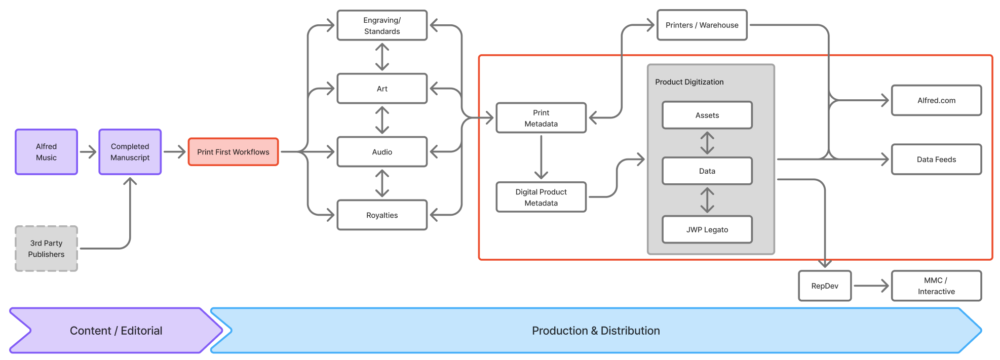 Alfred
Music
3rd Party
Publishers
Completed
Manuscript
Print First Workflows
Engraving/
Standards
Art
Audio
Royalties
Print
Metadata
Digital Product
Metadata
Printers / Warehouse
Product Digitization
Assets
Data
JWP Legato
Alfred.com
Data Feeds
RepDev
MMC /
Interactive
Content / Editorial
Production & Distribution